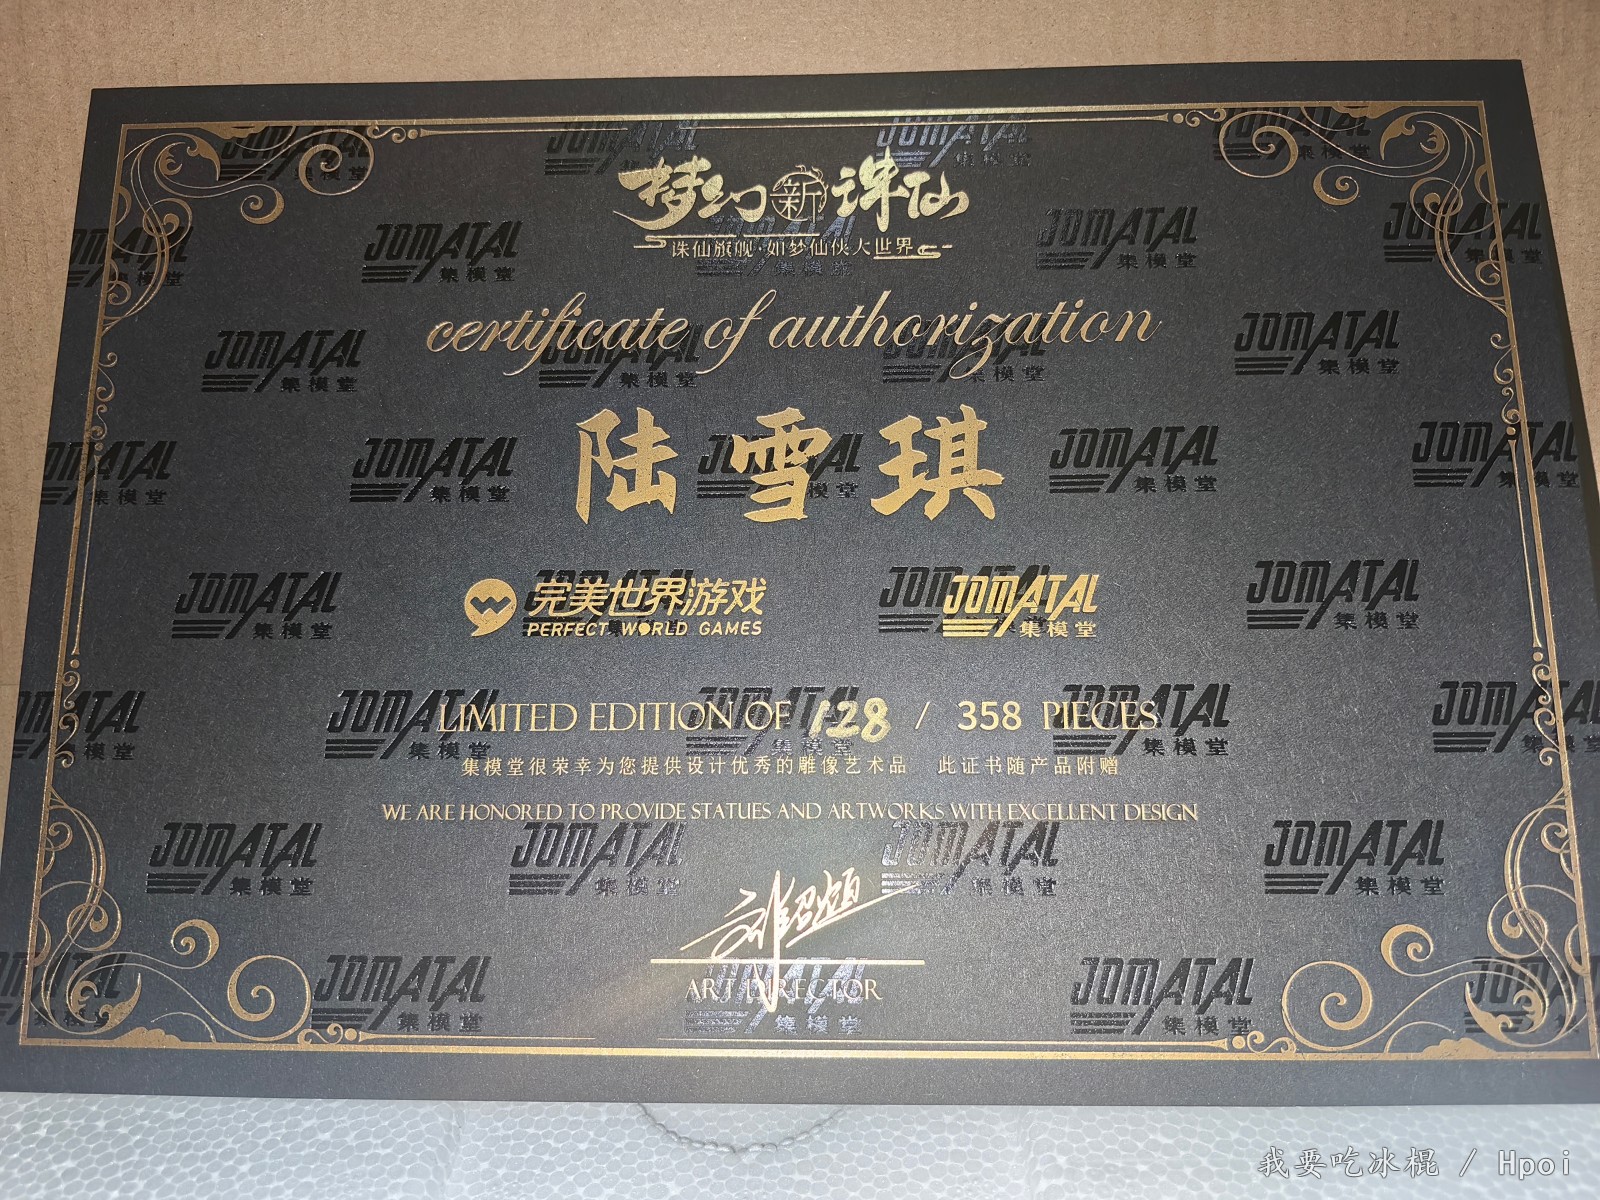 梦幻新诛仙
诛仙旗舰·如梦仙侠大世界
certificate of authorization
陆雪琪
完美世界游戏
PERFECT WORLD GAMES
JOMATAL
集模堂
LIMITED EDITION OF 128 / 358 PIECES
集模堂很荣幸为您提供设计优秀的雕像艺术品 此证书随产品附赠
WE ARE HONORED TO PROVIDE STATUES AND ARTWORKS WITH EXCELLENT DESIGN
ART DIRECTOR
我要吃冰棍 / Hpoi